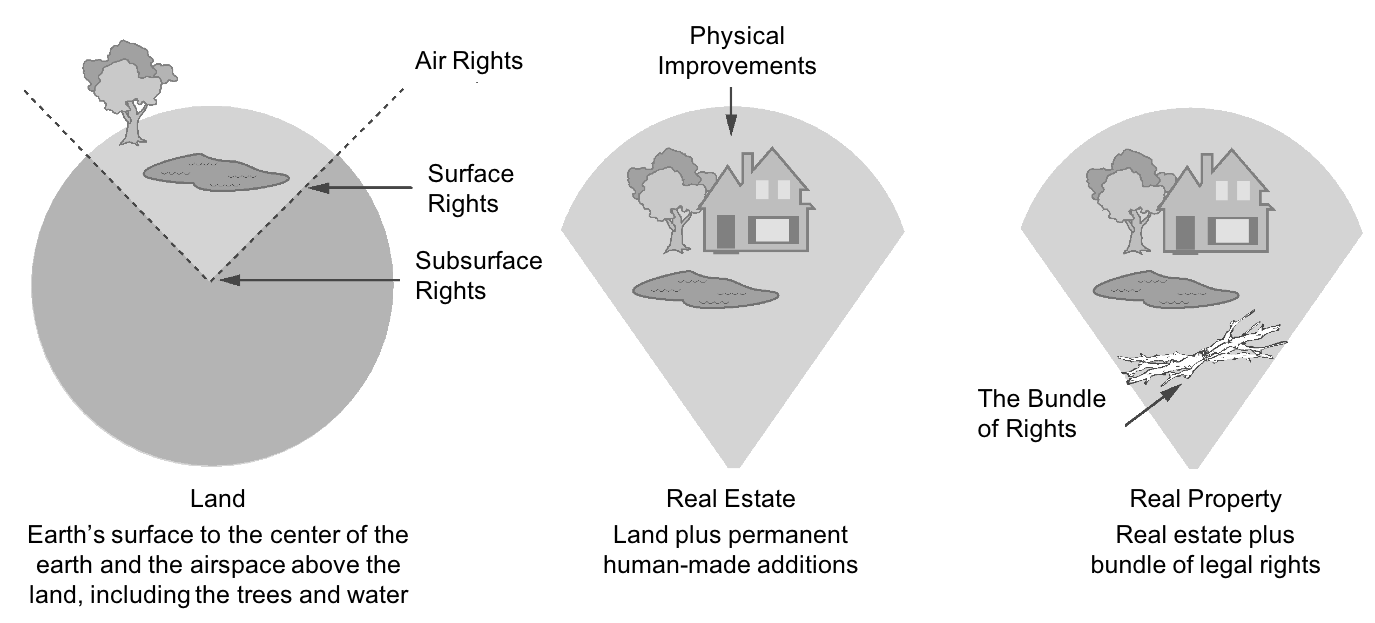 Air Rights
Surface
Rights
Subsurface
Rights
Land
Earth’s surface to the center of the
earth and the airspace above the
land, including the trees and water
Physical
Improvements
Real Estate
Land plus permanent
human-made additions
The Bundle
of Rights
Real Property
Real estate plus
bundle of legal rights